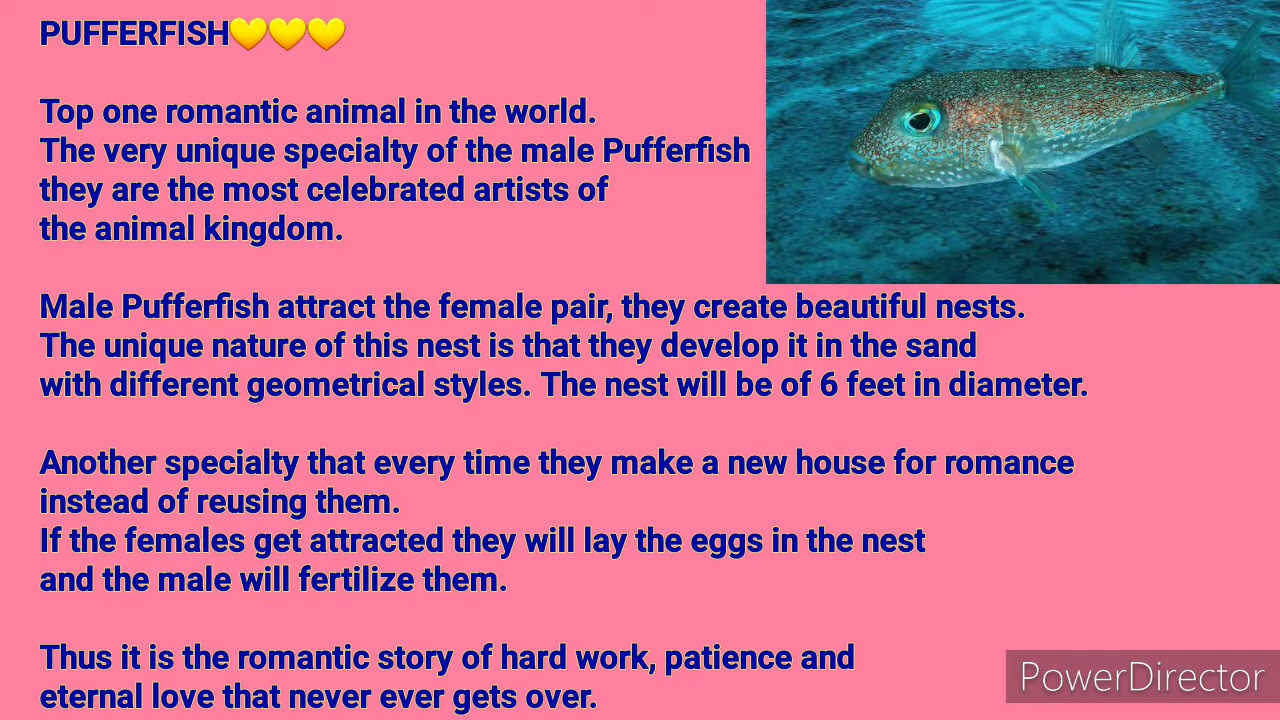 PUFFERFISH💛💛💛
Top one romantic animal in the world.
The very unique specialty of the male Pufferfish
they are the most celebrated artists of
the animal kingdom.
Male Pufferfish attract the female pair, they create beautiful nests.
The unique nature of this nest is that they develop it in the sand
with different geometrical styles. The nest will be of 6 feet in diameter.
Another specialty that every time they make a new house for romance
instead of reusing them.
If the females get attracted they will lay the eggs in the nest
and the male will fertilize them.
Thus it is the romantic story of hard work, patience and
eternal love that never ever gets over.
PowerDirector